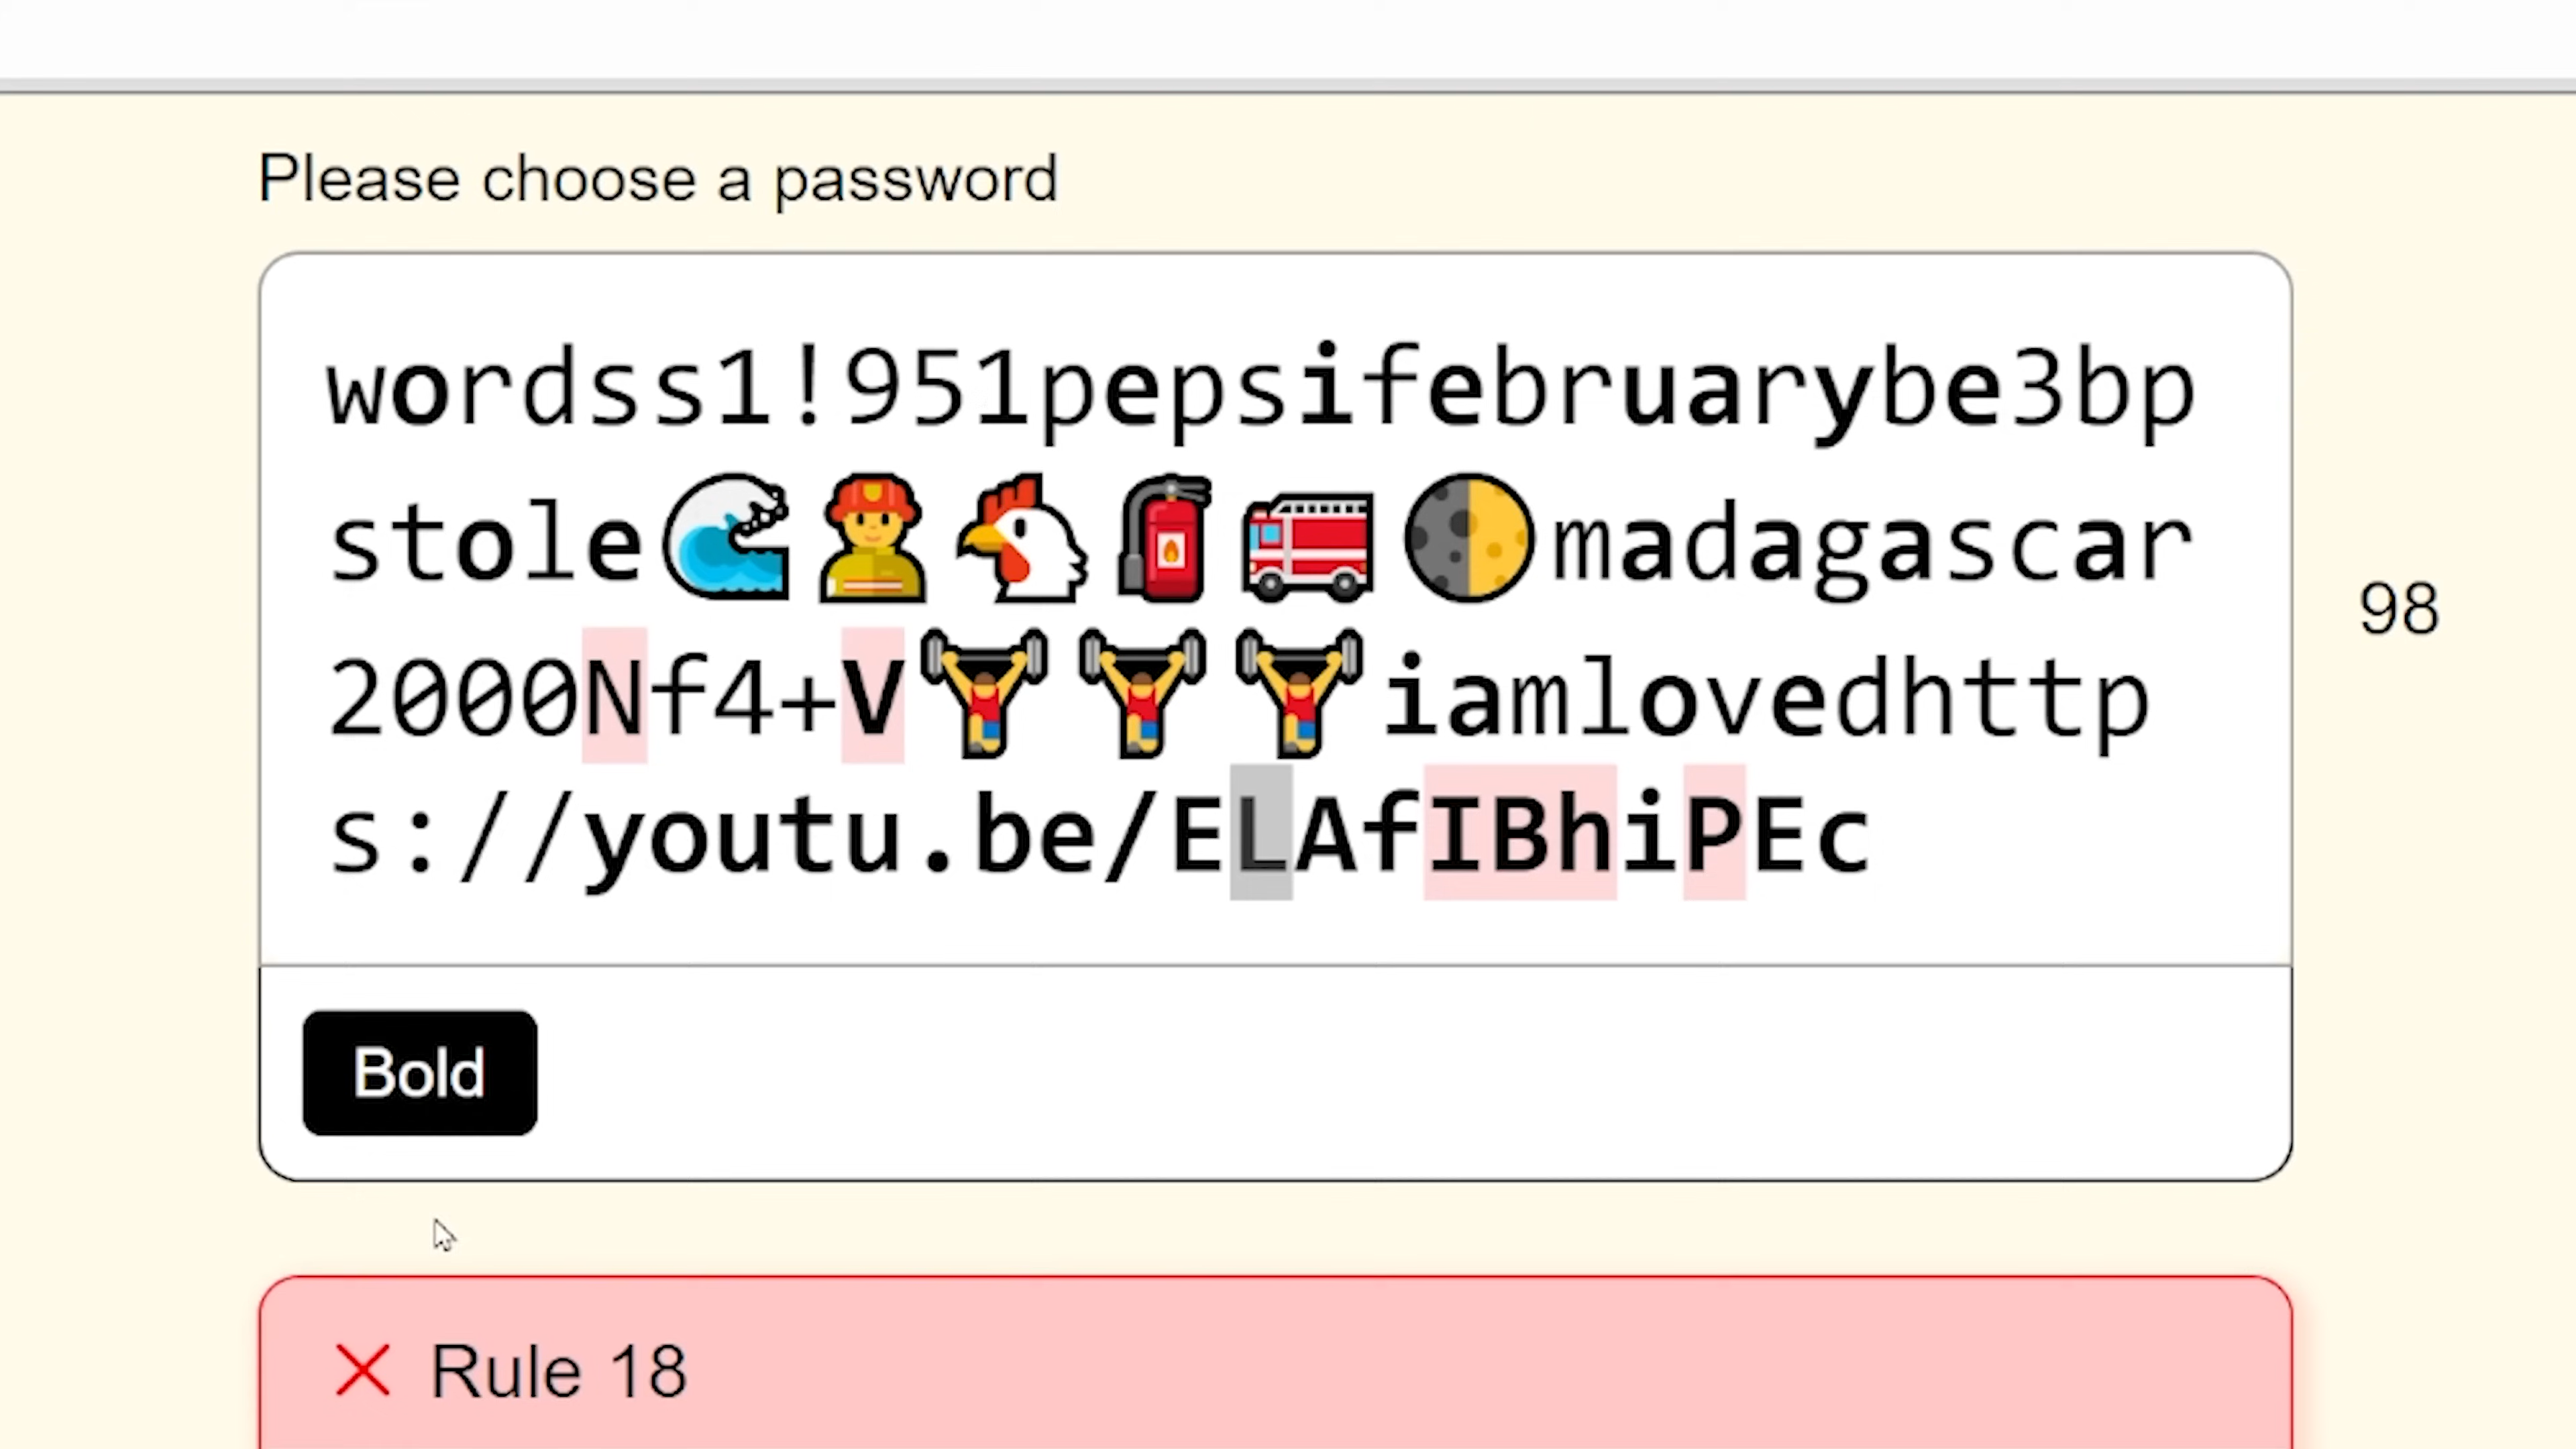 Please choose a password
wordss1!951pepsifebruarybe3bp
stole🌊👨‍🚒🐔🧯🚒🌓madagascar
2000Nf4+V🏋️‍♂️🏋️‍♂️🏋️‍♂️iamlovedhttp
s://youtu.be/ELAfIBhiPEc
98
Bold
Rule 18